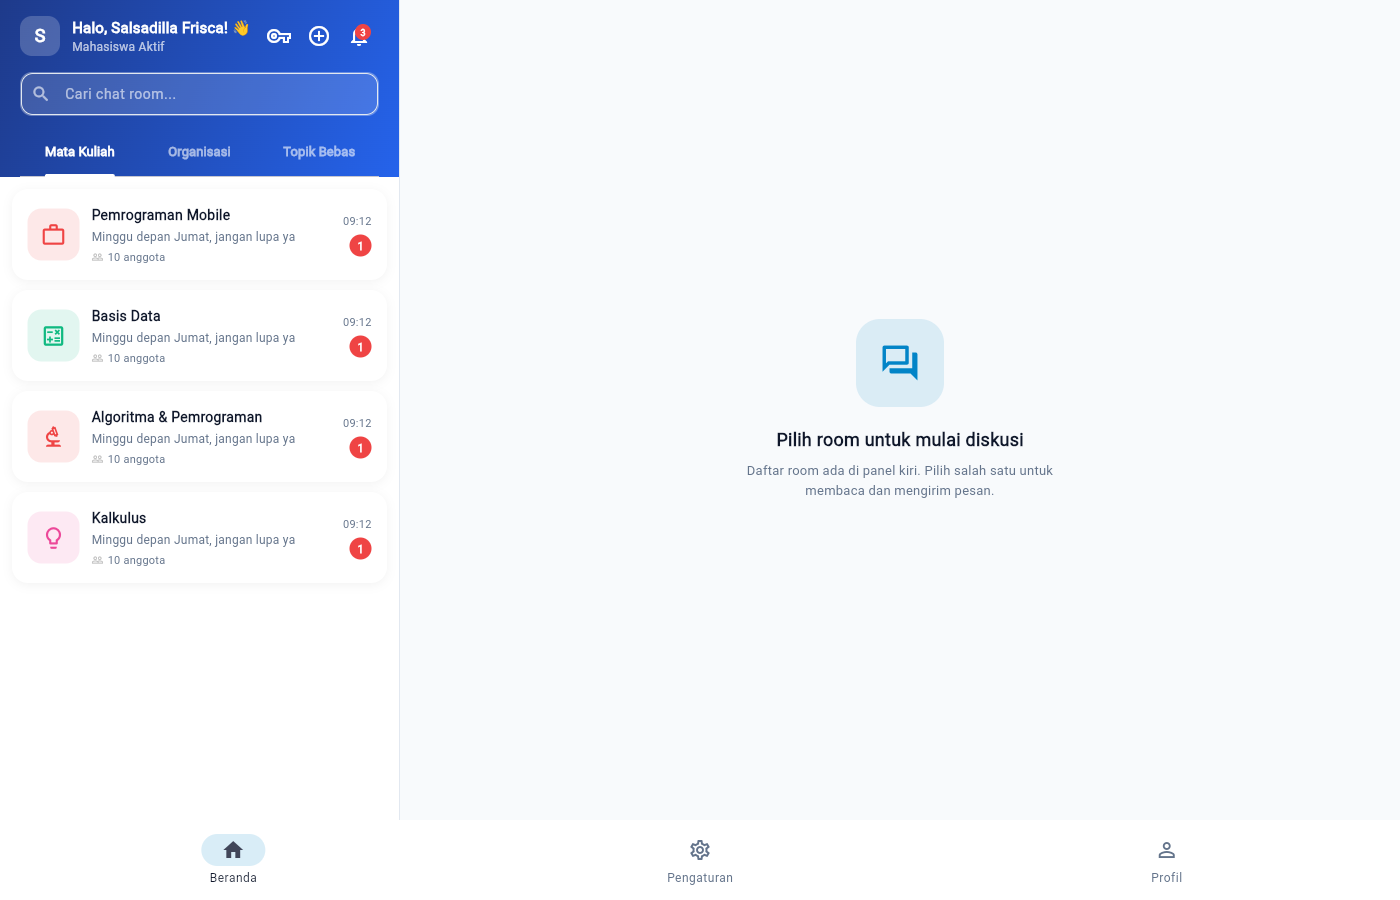 S
Halo, Salsadilla Frisca! 👋
Mahasiswa Aktif
3
Cari chat room...
Mata Kuliah
Organisasi
Topik Bebas
Pemrograman Mobile
09:12
Minggu depan Jumat, jangan lupa ya
1
10 anggota
Basis Data
09:12
Minggu depan Jumat, jangan lupa ya
1
10 anggota
Algoritma & Pemrograman
09:12
Minggu depan Jumat, jangan lupa ya
1
10 anggota
Kalkulus
09:12
Minggu depan Jumat, jangan lupa ya
1
10 anggota
Pilih room untuk mulai diskusi
Daftar room ada di panel kiri. Pilih salah satu untuk
membaca dan mengirim pesan.
Beranda
Pengaturan
Profil